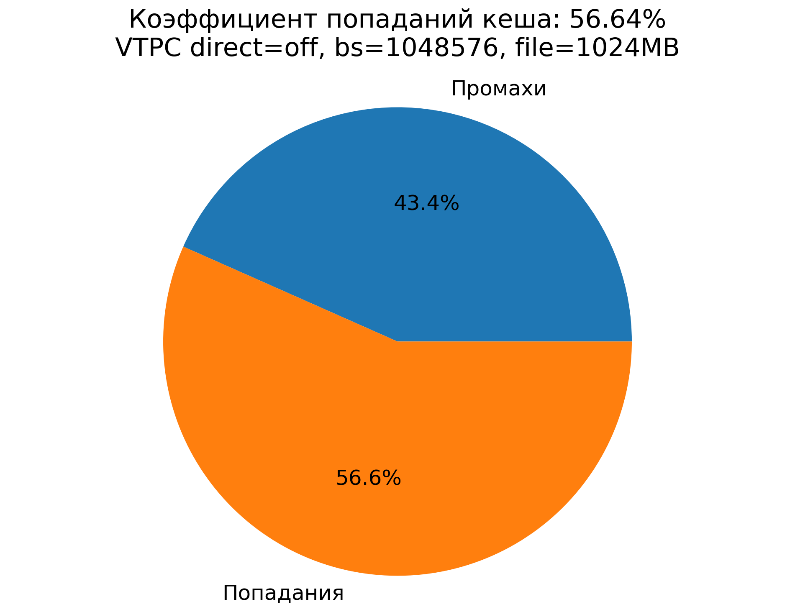 Коэффициент попаданий кеша: 56.64%
VTPC direct=off, bs=1048576, file=1024MB
Промахи
43.4%
56.6%
Попадания